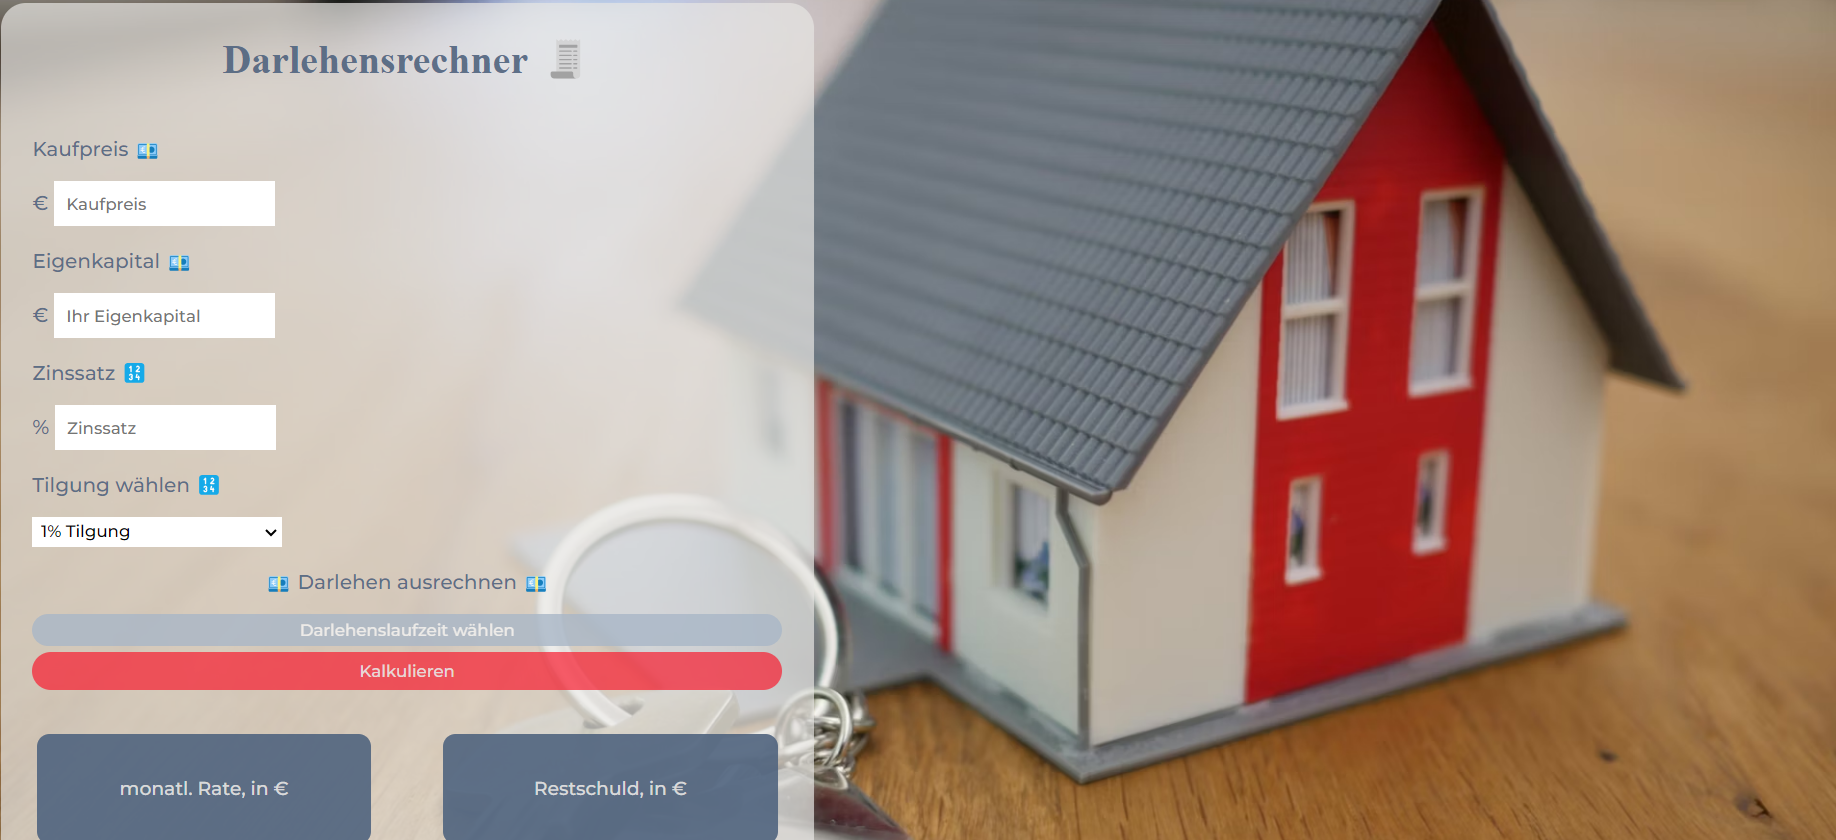 Darlehensrechner
Kaufpreis
€ Kaufpreis
Eigenkapital
€ Ihr Eigenkapital
Zinssatz
% Zinssatz
Tilgung wählen
1% Tilgung
Darlehen ausrechnen
Darlehenslaufzeit wählen
Kalkulieren
monatl. Rate, in €
Restschuld, in €